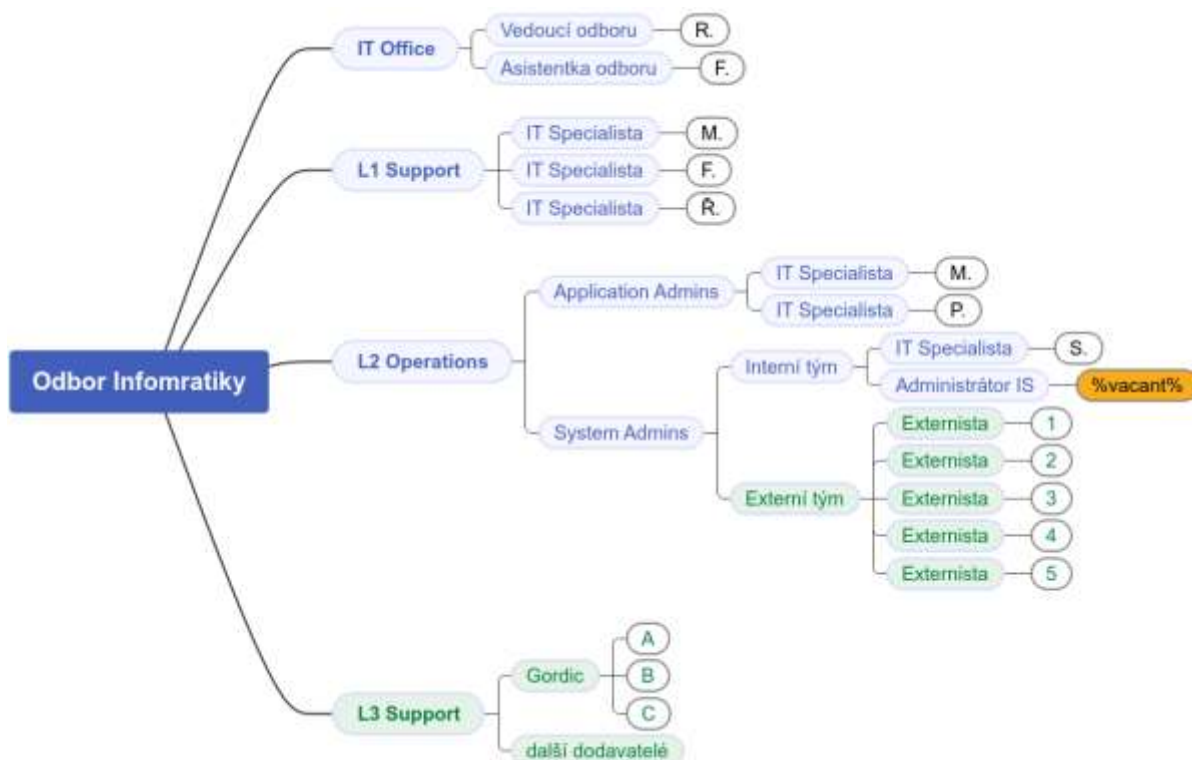 IT Office
Vedoucí odboru
R.
Asistentka odboru
F.
L1 Support
IT Specialista
M.
IT Specialista
F.
IT Specialista
Ř.
Odbor Infomratiky
L2 Operations
Application Admins
IT Specialista
M.
IT Specialista
P.
System Admins
Interní tým
IT Specialista
S.
Administrátor IS
%vacant%
Externí tým
Externista
1
Externista
2
Externista
3
Externista
4
Externista
5
L3 Support
Gordic
A
B
C
další dodavatelé